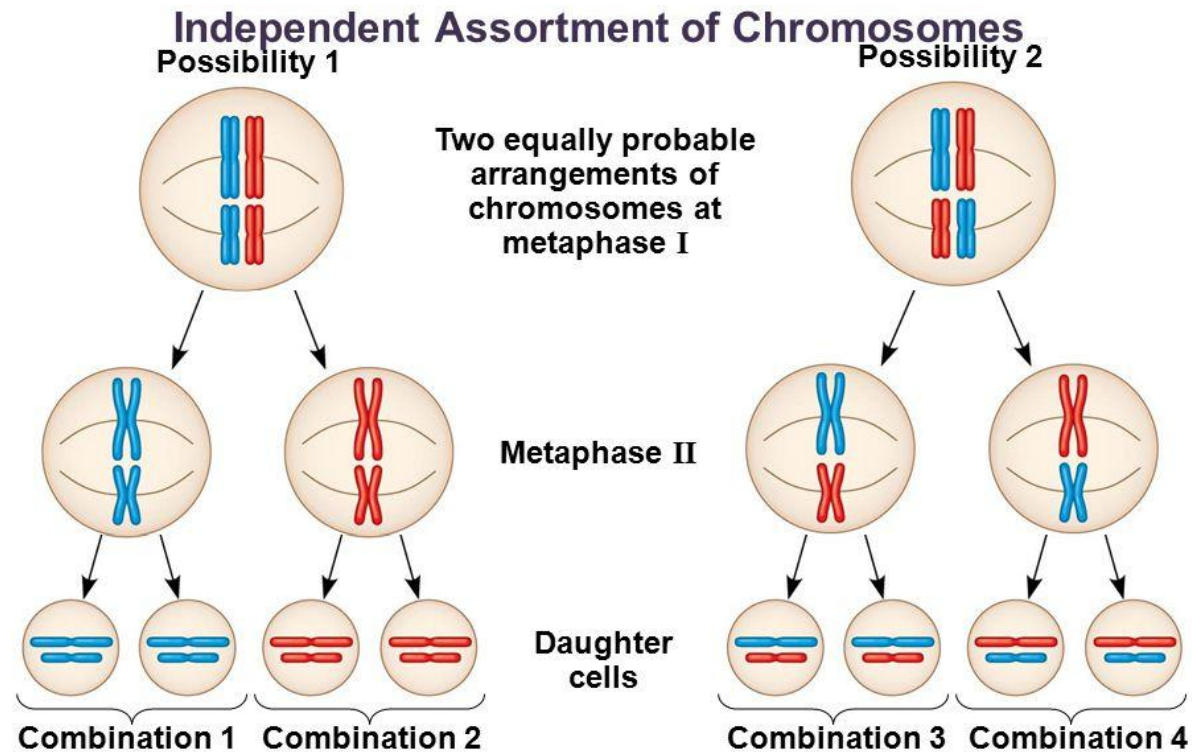 Independent Assortment of Chromosomes
Possibility 1
Possibility 2
Two equally probable
arrangements of
chromosomes at
metaphase I
Metaphase II
Daughter
cells
Combination 1
Combination 2
Combination 3
Combination 4